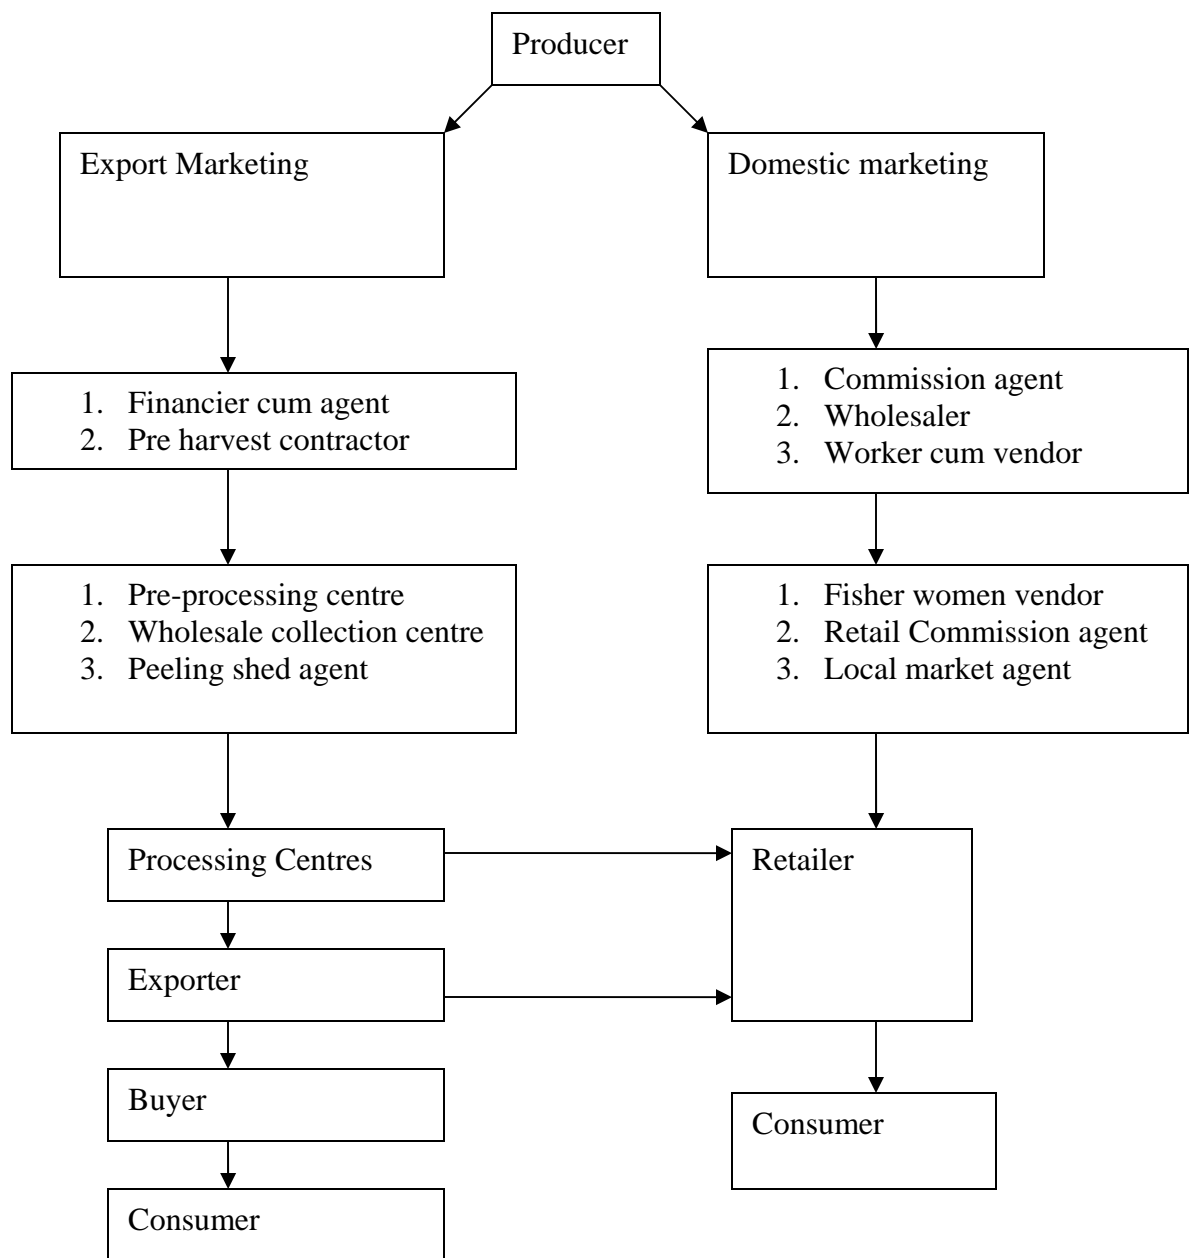 Producer
Export Marketing
Domestic marketing
1. Financier cum agent
2. Pre harvest contractor
1. Commission agent
2. Wholesaler
3. Worker cum vendor
1. Pre-processing centre
2. Wholesale collection centre
3. Peeling shed agent
1. Fisher women vendor
2. Retail Commission agent
3. Local market agent
Processing Centres
Retailer
Exporter
Buyer
Consumer
Consumer